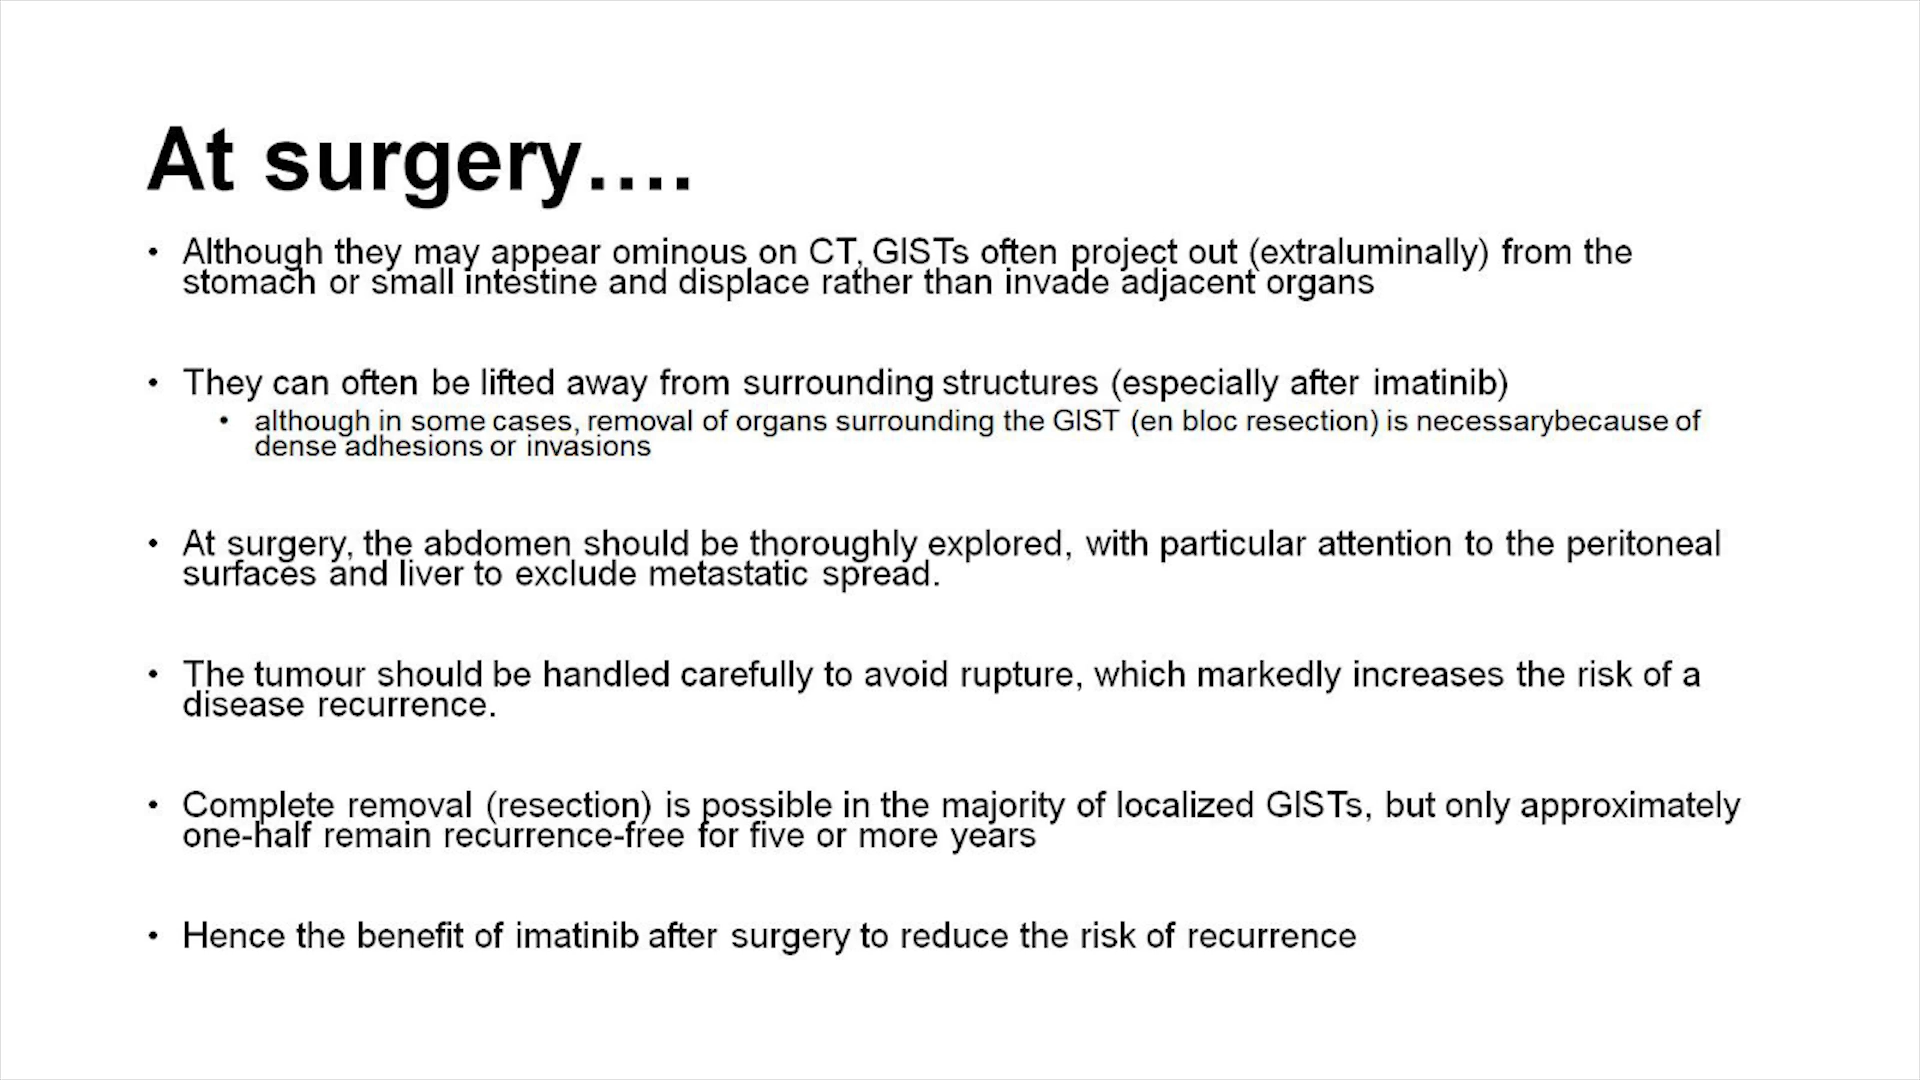 At surgery....
• Although they may appear ominous on CT, GISTs often project out (extraluminally) from the
stomach or small intestine and displace rather than invade adjacent organs
• They can often be lifted away from surrounding structures (especially after imatinib)
• although in some cases, removal of organs surrounding the GIST (en bloc resection) is necessarybecause of
dense adhesions or invasions
• At surgery, the abdomen should be thoroughly explored, with particular attention to the peritoneal
surfaces and liver to exclude metastatic spread.
• The tumour should be handled carefully to avoid rupture, which markedly increases the risk of a
disease recurrence.
• Complete removal (resection) is possible in the majority of localized GISTs, but only approximately
one-half remain recurrence-free for five or more years
• Hence the benefit of imatinib after surgery to reduce the risk of recurrence